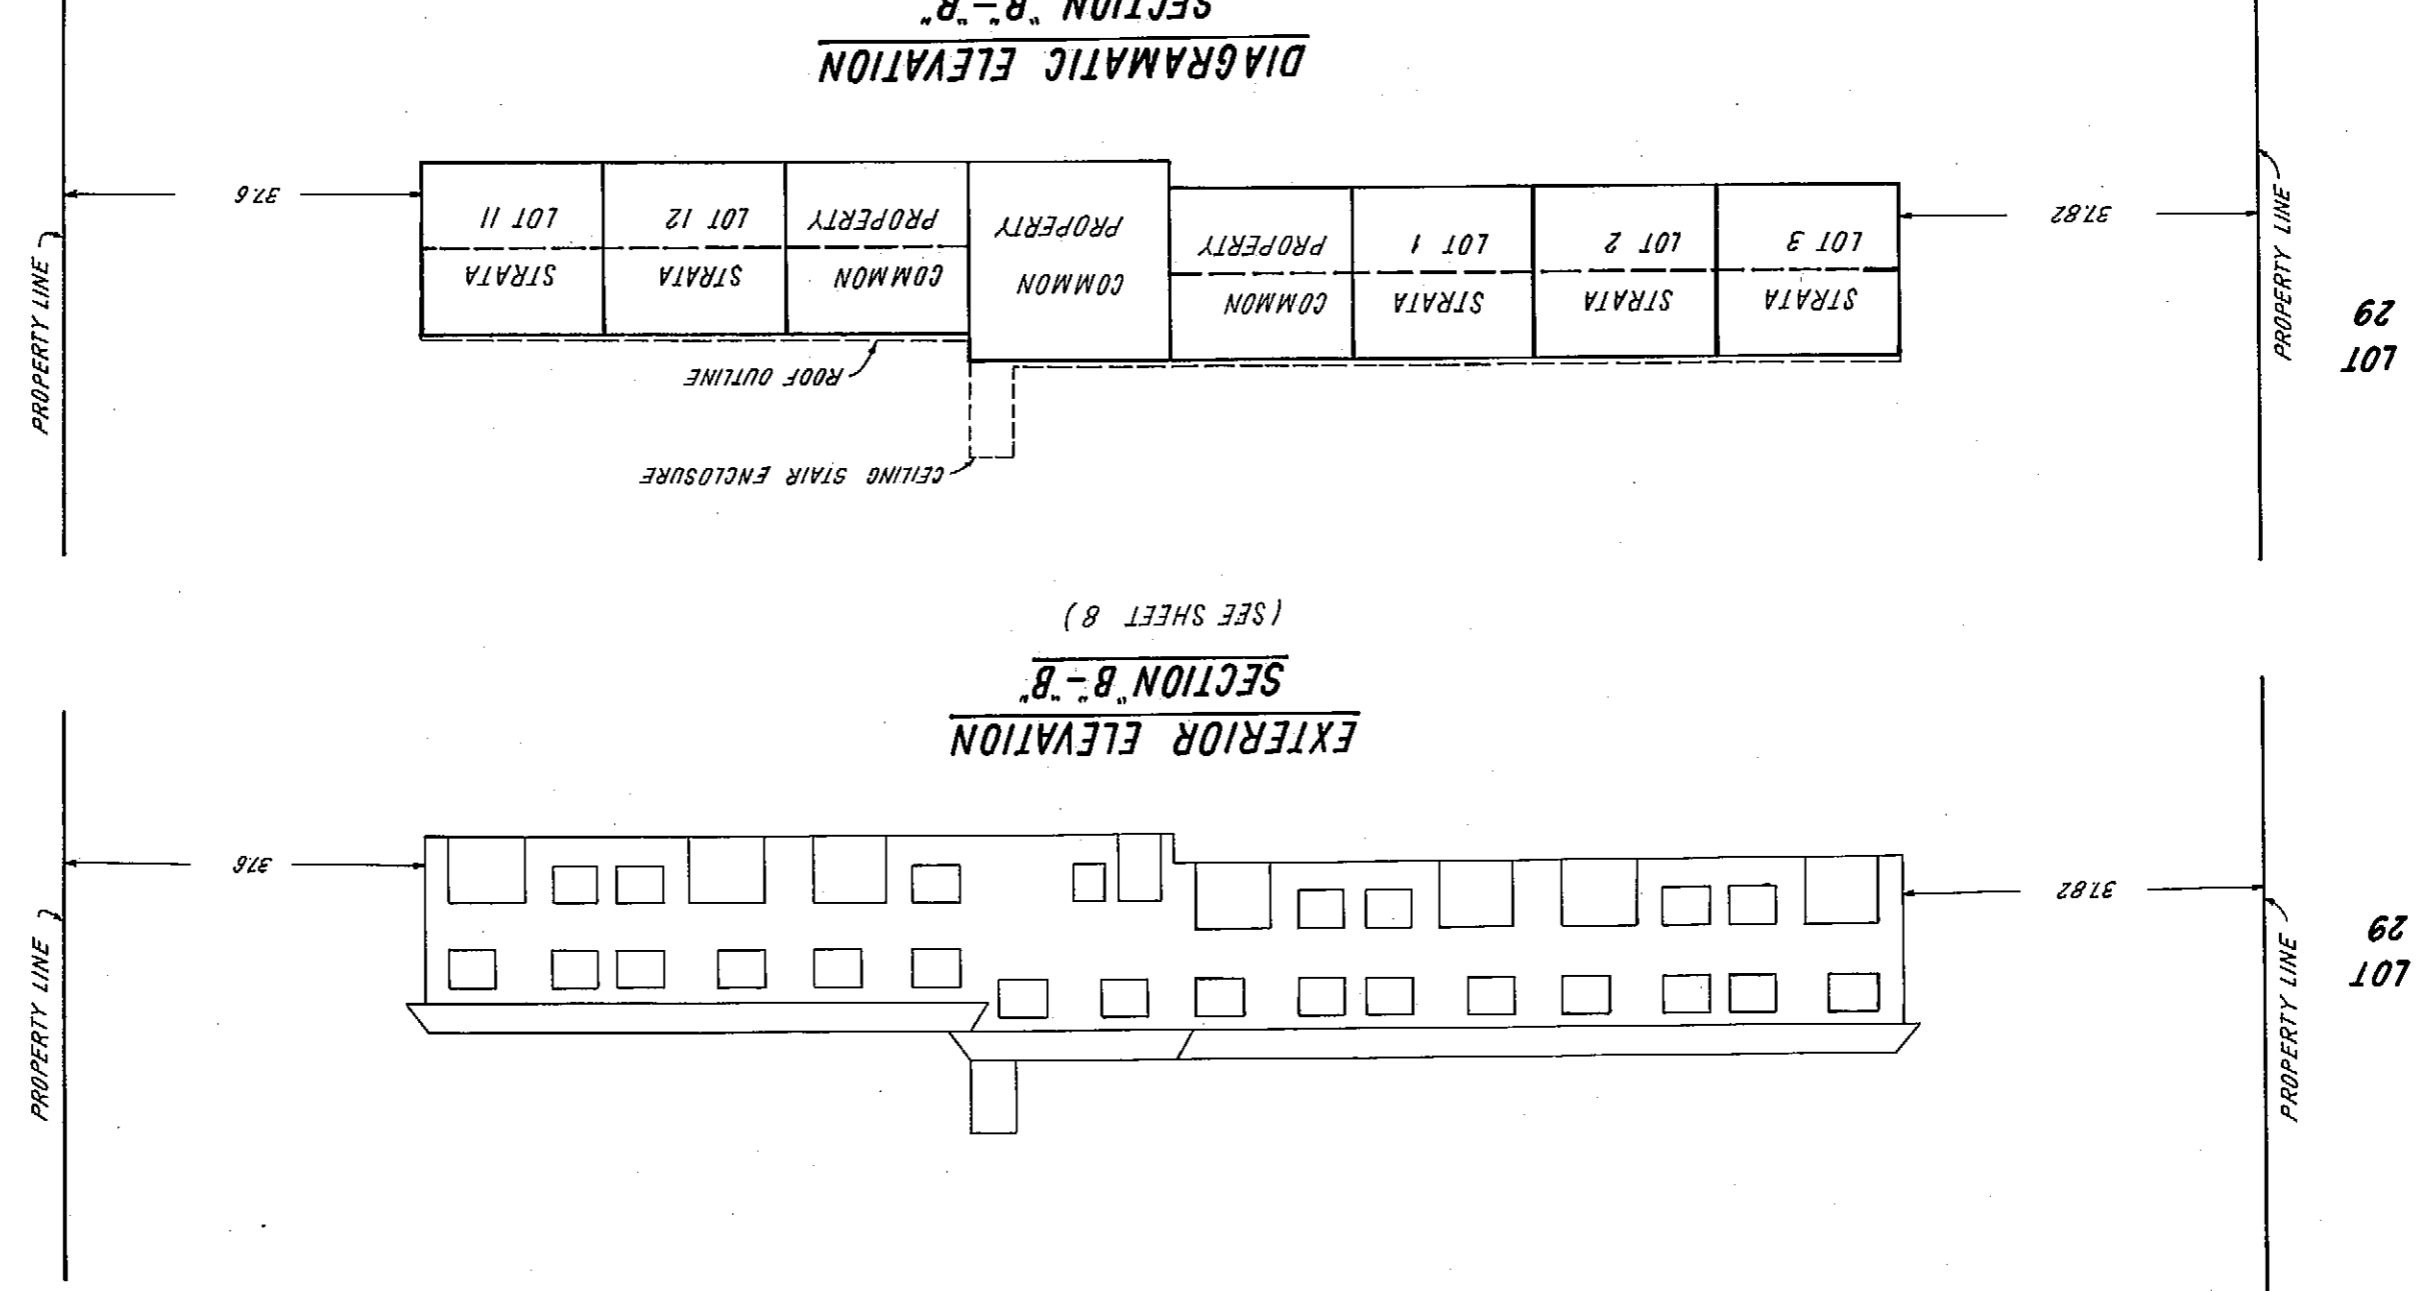 LOT
29
PROPERTY LINE
37.82
37.6
PROPERTY LINE
EXTERIOR ELEVATION
SECTION "B"-"B"
(SEE SHEET 8)
CEILING STAIR ENCLOSURE
ROOF OUTLINE
LOT
29
PROPERTY LINE
37.82
STRATA
LOT 3
STRATA
LOT 2
STRATA
LOT 1
COMMON
PROPERTY
COMMON
PROPERTY
COMMON
PROPERTY
STRATA
LOT 12
STRATA
LOT 11
37.6
PROPERTY LINE
DIAGRAMATIC ELEVATION
SECTION "B"-"B"